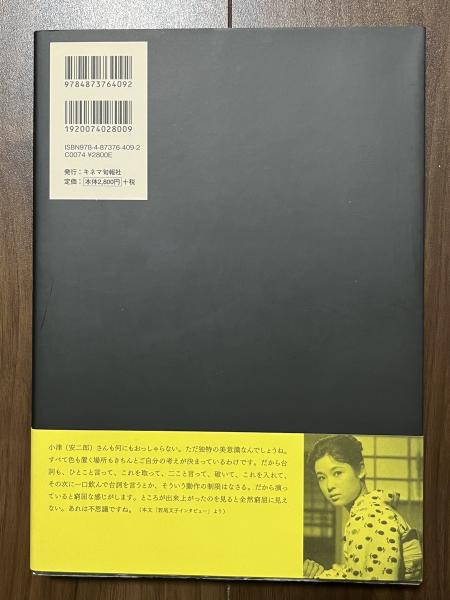 9784873764092
1920074028009
ISBN978-4-87376-409-2
C0074 ¥2800E
発行：キネマ旬報社
定価：本体2,800円+税
小津（安二郎）さんも何にもおっしゃらない。ただ独特の美意識なんでしょうね。
すべて色も置く場所もきちんとご自分の考えが決まっているわけです。だから台
詞も、ひとこと言って、これを取って、二こと言って、確いて、これを入れて、
その次に一口飲んで台詞を言うとか、そういう動作の制限はなさる。だから演っ
ていると窮屈な感じがします。ところが出来上がったのを見ると全然窮屈に見え
ない。あれは不思議ですね。（本文「若尾文子インタビュー」より）